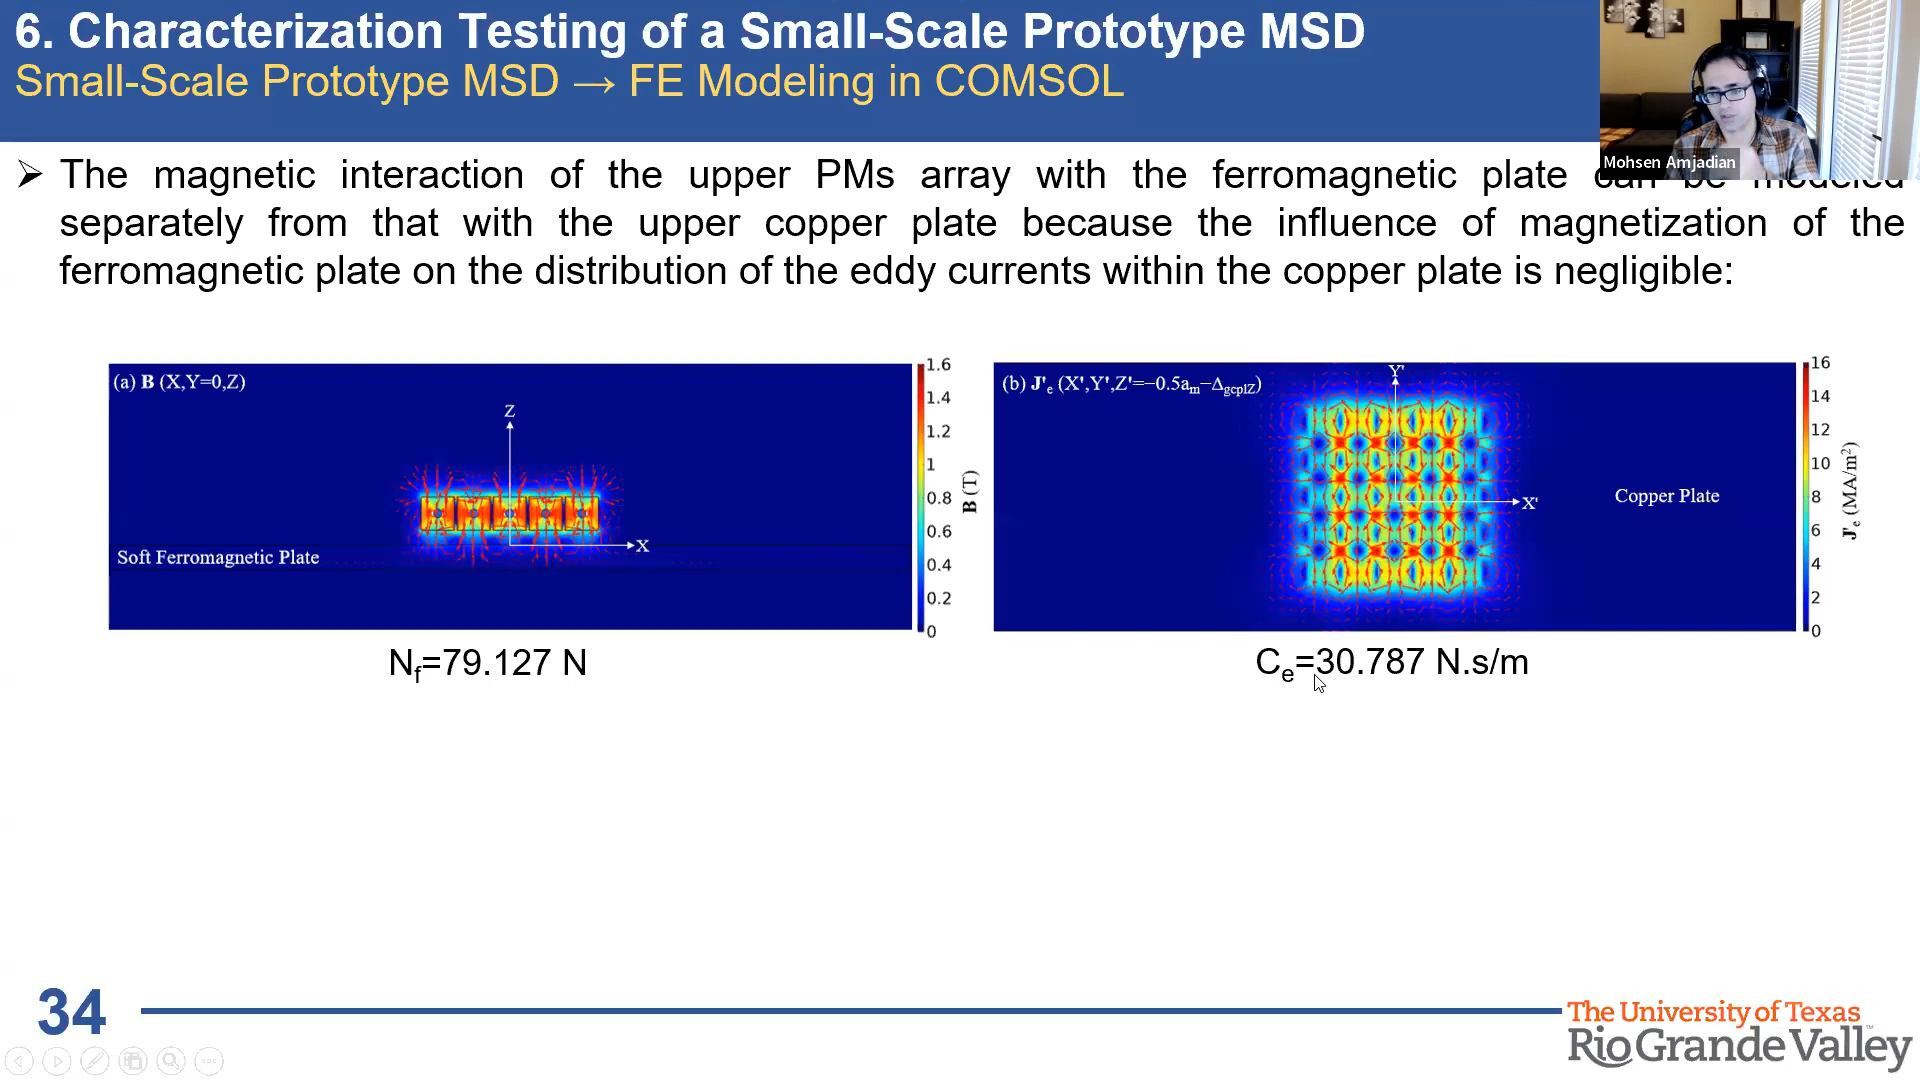 6. Characterization Testing of a Small-Scale Prototype MSD
Small-Scale Prototype MSD → FE Modeling in COMSOL
Mohsen Amjadian
➢ The magnetic interaction of the upper PMs array with the ferromagnetic plate can be modeled
separately from that with the upper copper plate because the influence of magnetization of the
ferromagnetic plate on the distribution of the eddy currents within the copper plate is negligible:
(a) B (X,Y=0,Z)
Z
X
Soft Ferromagnetic Plate
1.6
1.4
1.2
1
0.8
0.6
0.4
0.2
0
B (T)
(b) J'e (X',Y',Z'=−0.5am−ΔgcplZ)
Y'
X'
Copper Plate
16
14
12
10
8
6
4
2
0
J'e (MA/m²)
Nf=79.127 N
Ce=30.787 N.s/m
34
The University of Texas
RioGrandeValley